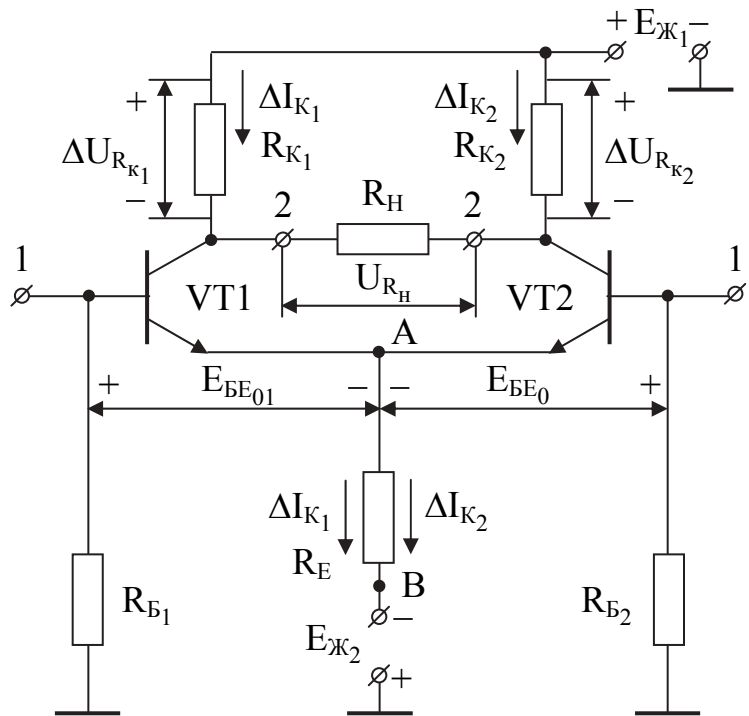 + E_Ж₁ –
+ ΔI_К₁ ΔI_К₂ +
ΔU_Rк₁ R_К₁ R_К₂ ΔU_Rк₂
– –
2 R_Н 2
1 1
VT1 U_Rн VT2
A
+ E_БЕ₀₁ – – E_БЕ₀ +
ΔI_К₁ ΔI_К₂
R_Е B
R_Б₁ – R_Б₂
E_Ж₂
+